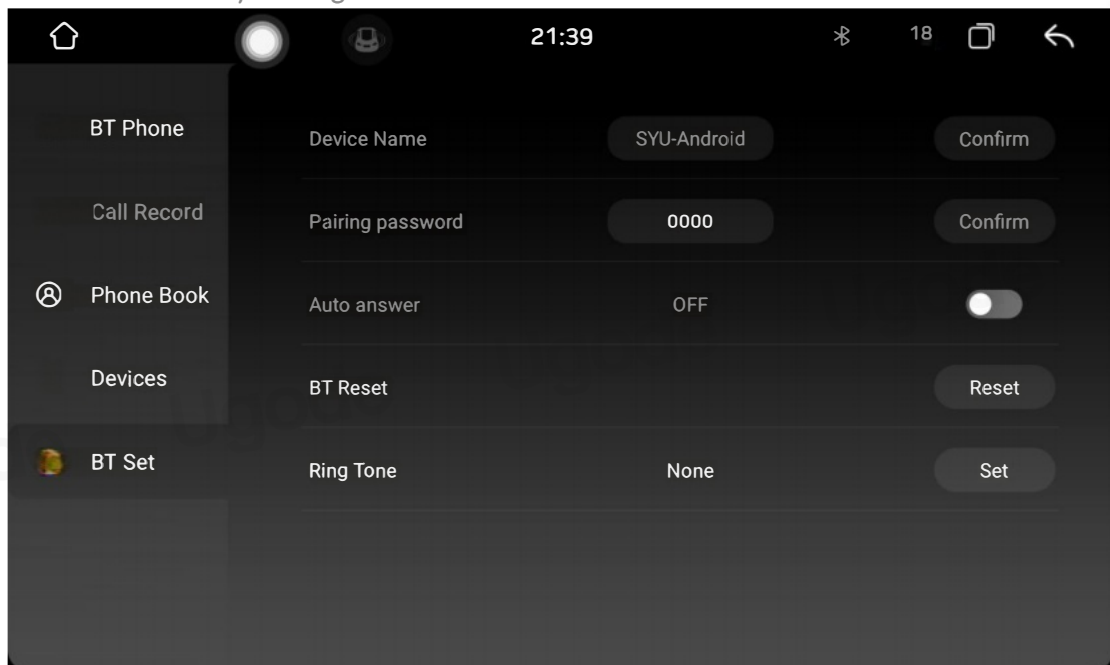 21:39
18
BT Phone
Device Name SYU-Android Confirm
Call Record
Pairing password 0000 Confirm
Phone Book
Auto answer OFF
Devices
BT Reset Reset
BT Set
Ring Tone None Set